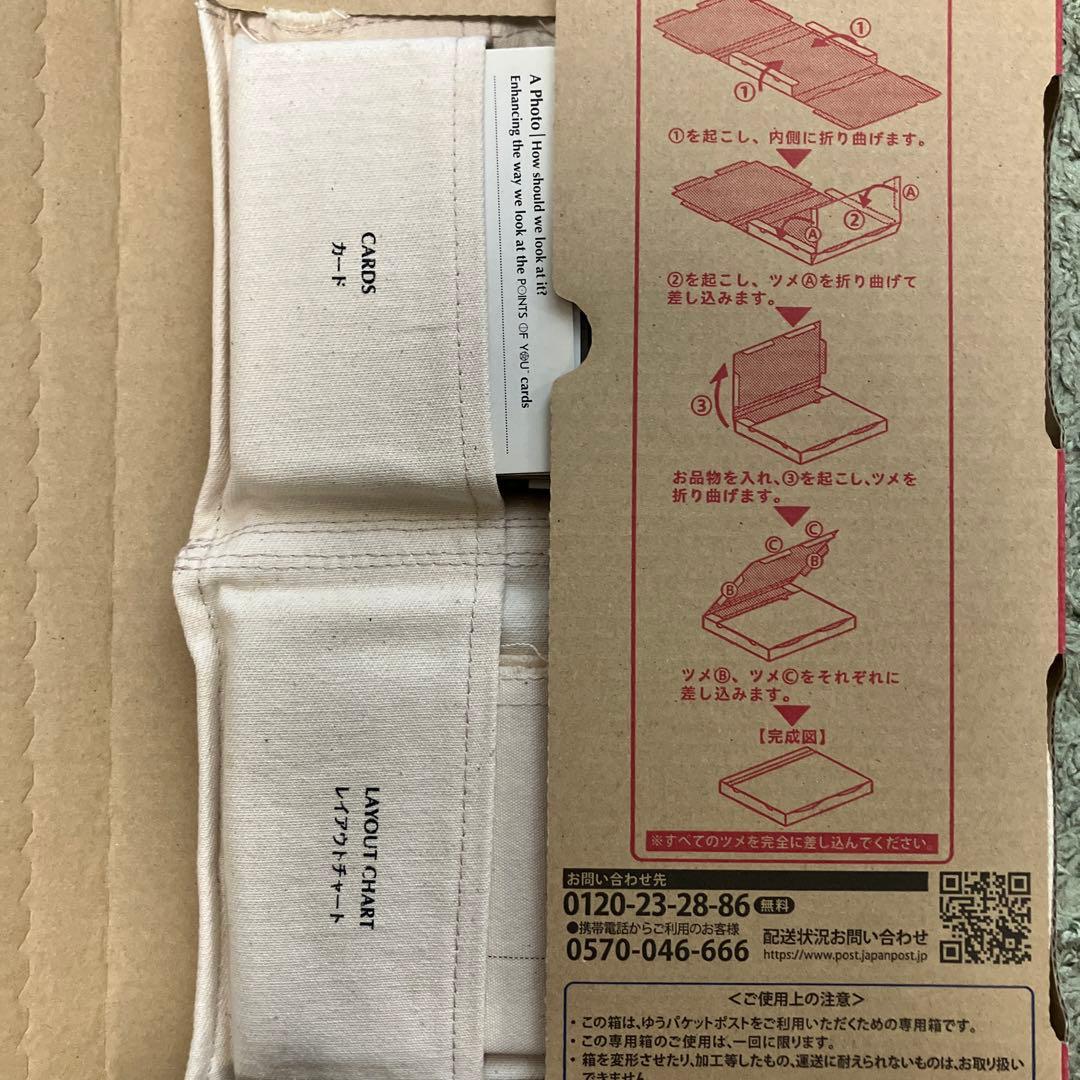 CARDS
カード
A Photo | How should we look at it?
Enhancing the way we look at the POINTS OF YOU™ cards
LAYOUT CHART
レイアウトチャート
①
①
①を起こし、内側に折り曲げます。
Ⓐ
②
Ⓐ
②を起こし、ツメⒶを折り曲げて
差し込みます。
③
お品物を入れ、③を起こし、ツメを
折り曲げます。
Ⓒ
Ⓒ
Ⓑ
Ⓑ
ツメⒷ、ツメⒸをそれぞれに
差し込みます。
【完成図】
※すべてのツメを完全に差し込んでください。
お問い合わせ先
0120-23-28-86 無料
●携帯電話からご利用のお客様
0570-046-666
配送状況お問い合わせ
https://www.post.japanpost.jp
<ご使用上の注意>
・この箱は、ゆうパケットポストをご利用いただくための専用箱です。
・この専用箱のご使用は、一回に限ります。
・箱を変形させたり、加工等したもの、運送に耐えられないものは、お取り扱い
できません。